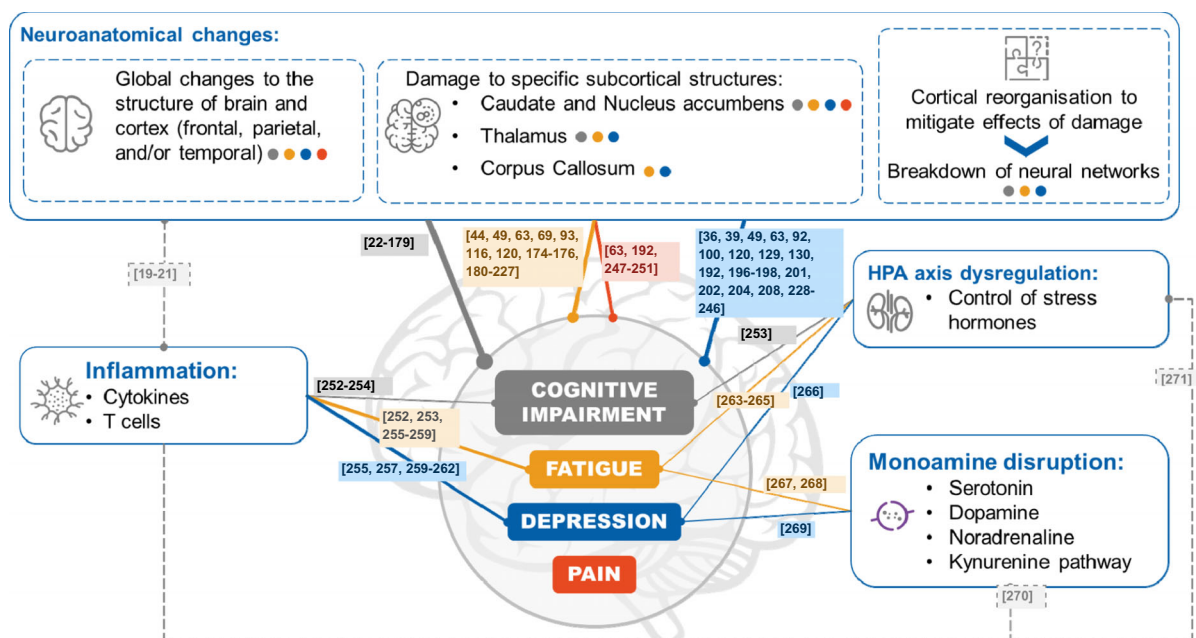 Neuroanatomical changes:
Global changes to the
structure of brain and
cortex (frontal, parietal,
and/or temporal)
Damage to specific subcortical structures:
• Caudate and Nucleus accumbens
• Thalamus
• Corpus Callosum
?
Cortical reorganisation to
mitigate effects of damage
Breakdown of neural networks
[19-21]
[22-179]
[44, 49, 63, 69, 93,
116, 120, 174-176,
180-227]
[63, 192,
247-251]
[36, 39, 49, 63, 92,
100, 120, 129, 130,
192, 196-198, 201,
202, 204, 208, 228-
246]
HPA axis dysregulation:
• Control of stress
hormones
[253]
[271]
Inflammation:
• Cytokines
• T cells
[252-254]
[252, 253,
255-259]
[255, 257, 259-262]
COGNITIVE
IMPAIRMENT
FATIGUE
DEPRESSION
PAIN
[263-265]
[266]
[267, 268]
[269]
Monoamine disruption:
• Serotonin
• Dopamine
• Noradrenaline
• Kynurenine pathway
[270]